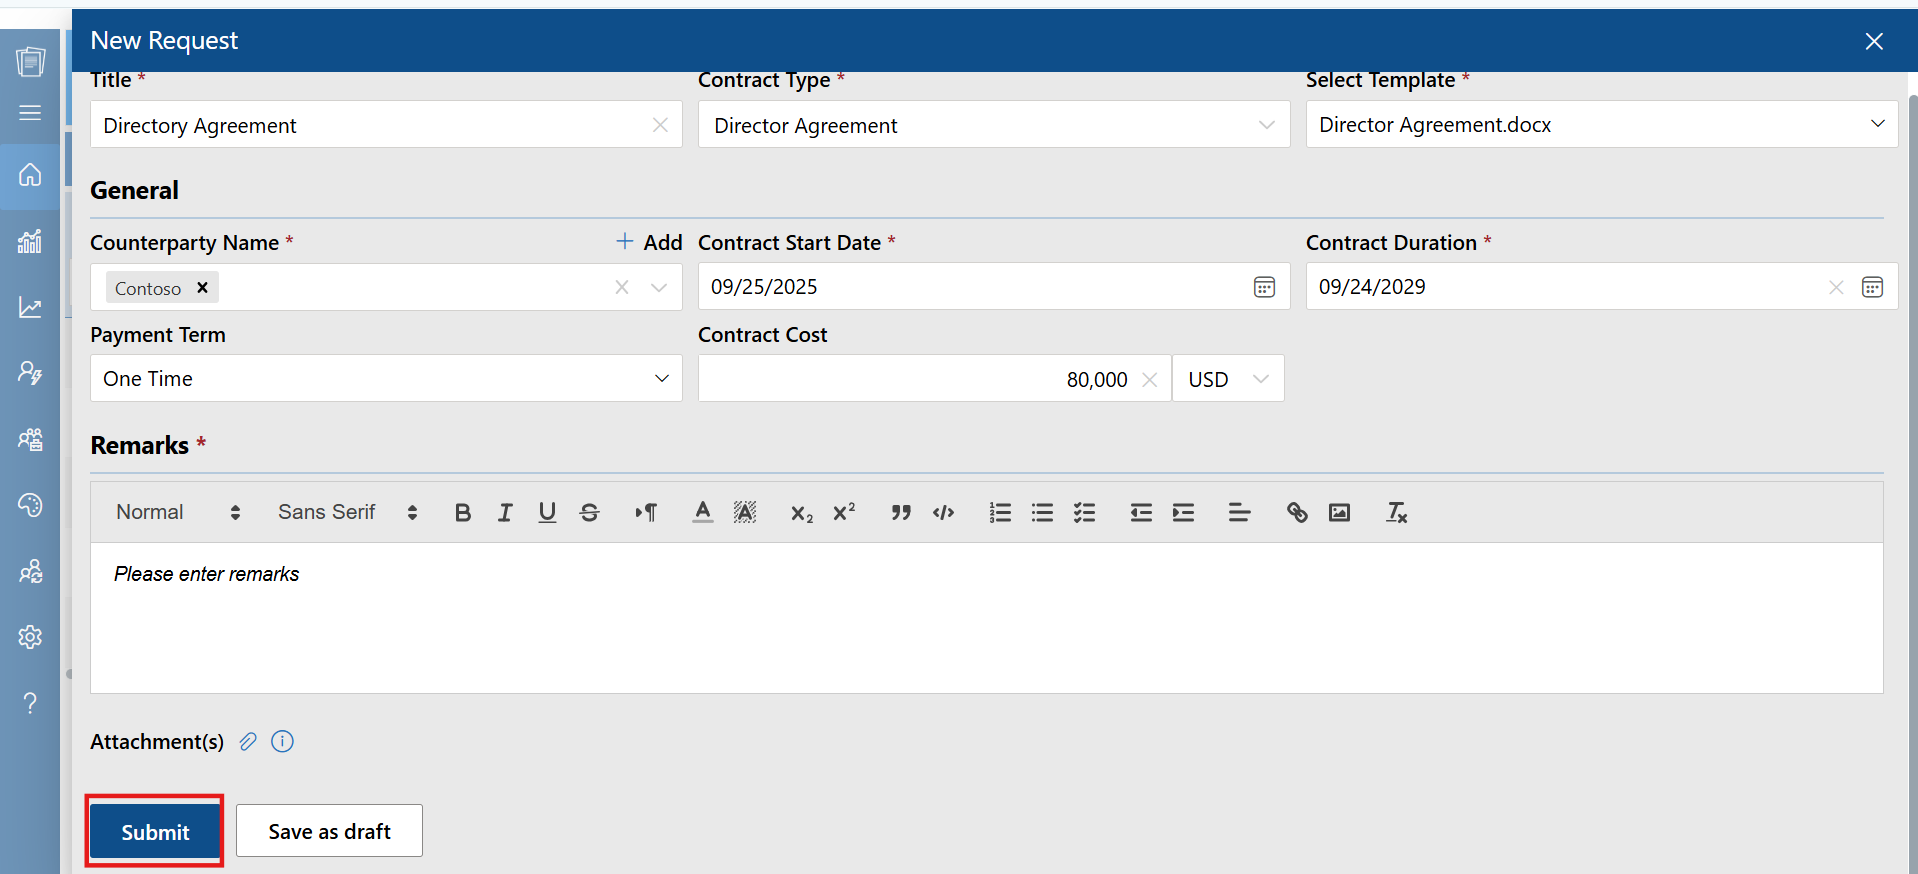 New Request
Title * Contract Type * Select Template *
Directory Agreement Director Agreement Director Agreement.docx
General
Counterparty Name * + Add Contract Start Date * Contract Duration *
Contoso 09/25/2025 09/24/2029
Payment Term Contract Cost
One Time 80,000 USD
Remarks *
Normal Sans Serif
Please enter remarks
Attachment(s)
Submit Save as draft